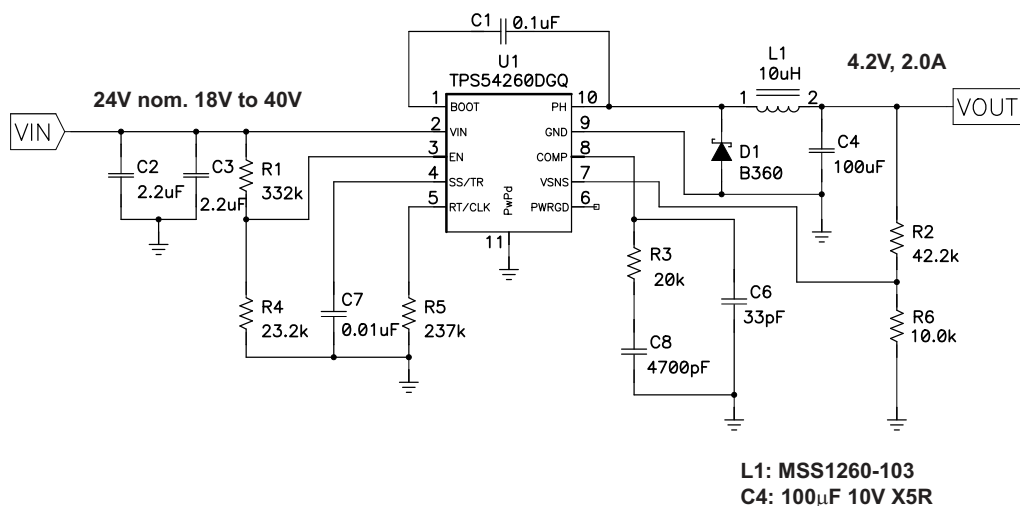 C1
0.1uF
U1
TPS54260DGQ
L1
10uH
4.2V, 2.0A
24V nom. 18V to 40V
1
BOOT
PH
10
1
2
VOUT
VIN
2
VIN
GND
9
3
EN
COMP
8
D1
B360
C4
100uF
C2
2.2uF
C3
2.2uF
R1
332k
4
SS/TR
VSNS
7
5
RT/CLK
PwPd
PWRGD
6
11
R2
42.2k
R3
20k
R4
23.2k
C7
0.01uF
R5
237k
C6
33pF
R6
10.0k
C8
4700pF
L1: MSS1260-103
C4: 100µF 10V X5R